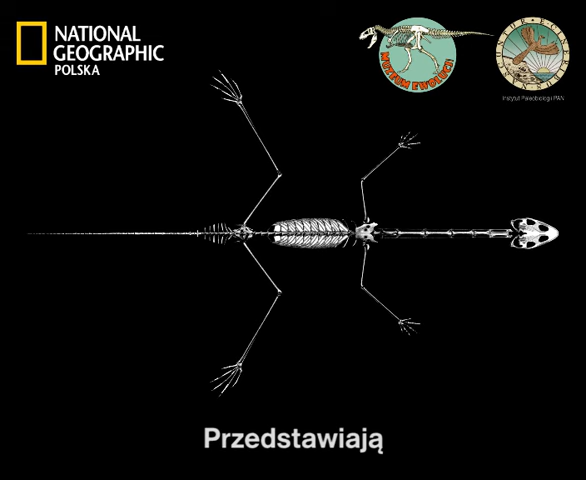 NATIONAL
GEOGRAPHIC
POLSKA
MUZEUM EWOLUCJI
Instytut Paleobiologii PAN
Przedstawiają